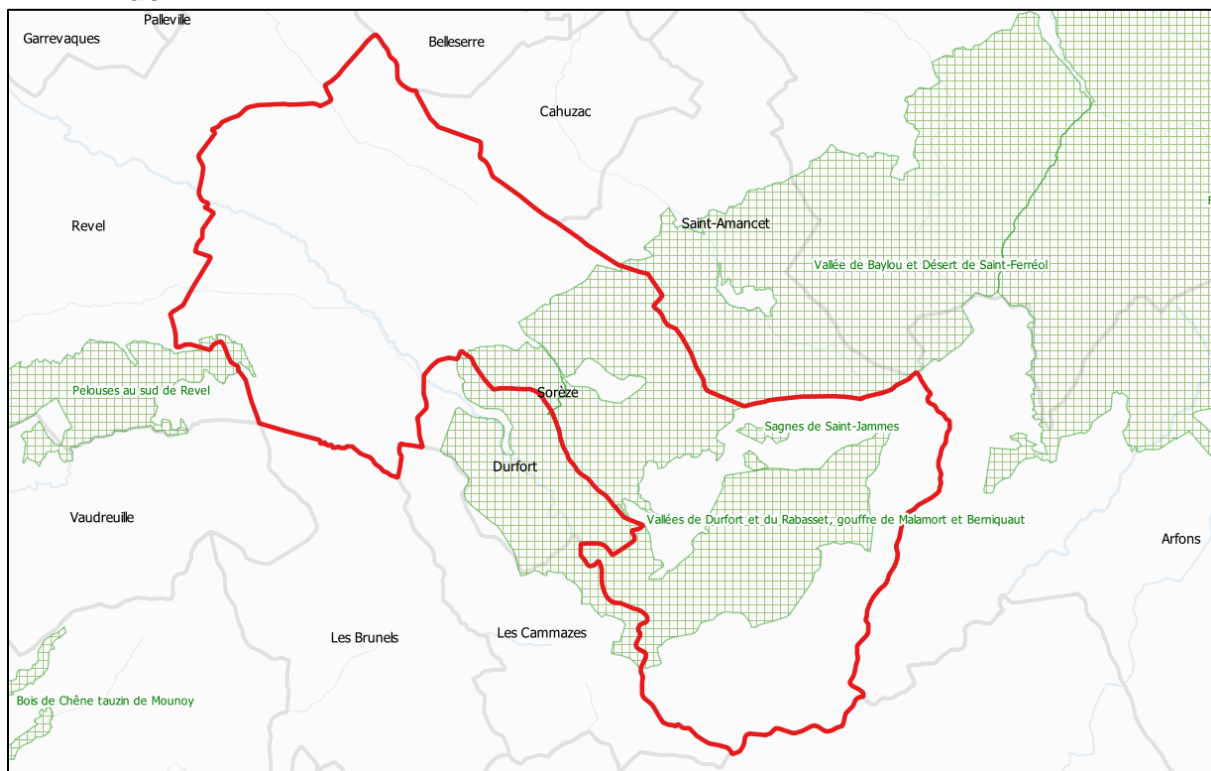 Palleville
Garrevaques
Belleserre
Cahuzac
Revel
Saint-Amancet
Vallée de Baylou et Désert de Saint-Ferréol
Pelouses au sud de Revel
Sorèze
Sagnes de Saint-Jammes
Durfort
Vaudreuille
Vallées de Durfort et du Rabasset, gouffre de Malamort et Berniquaut
Arfons
Les Brunels
Les Cammazes
Bois de Chêne tauzin de Mounoy